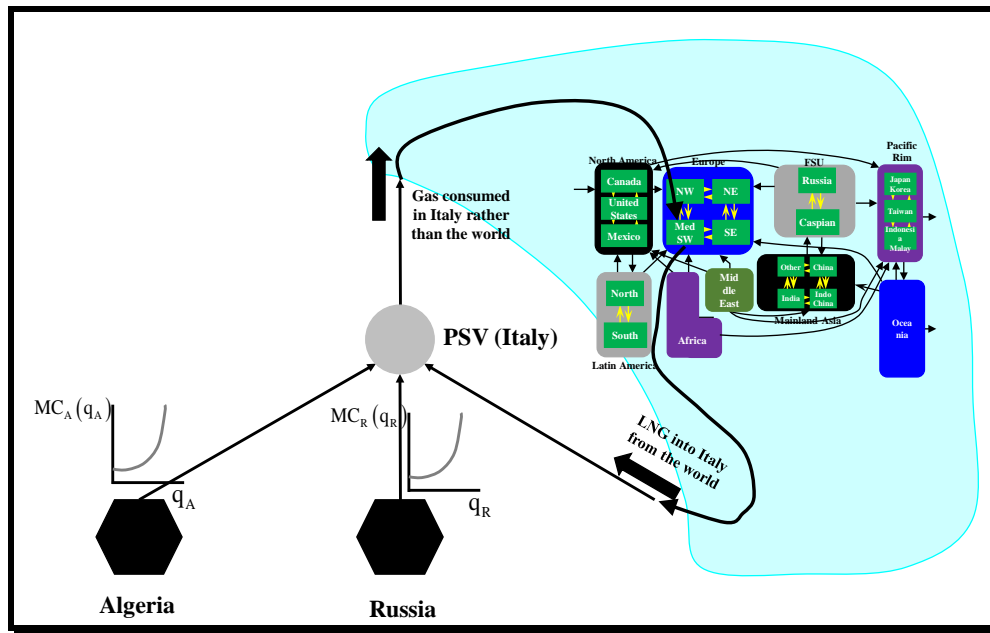 Pacific
Rim
North America
Europe
FSU
Canada
United
States
Mexico
NW
NE
Med
SW
SE
Russia
Caspian
Japan
Korea
Taiwan
Indonesi
a
Malay
Gas consumed
in Italy rather
than the world
North
South
Latin America
Africa
Mid
dle
East
Other
China
India
Indo
China
Mainland Asia
Ocea
nia
PSV (Italy)
LNG into Italy
from the world
MC_A(q_A)
q_A
MC_R(q_R)
q_R
Algeria
Russia